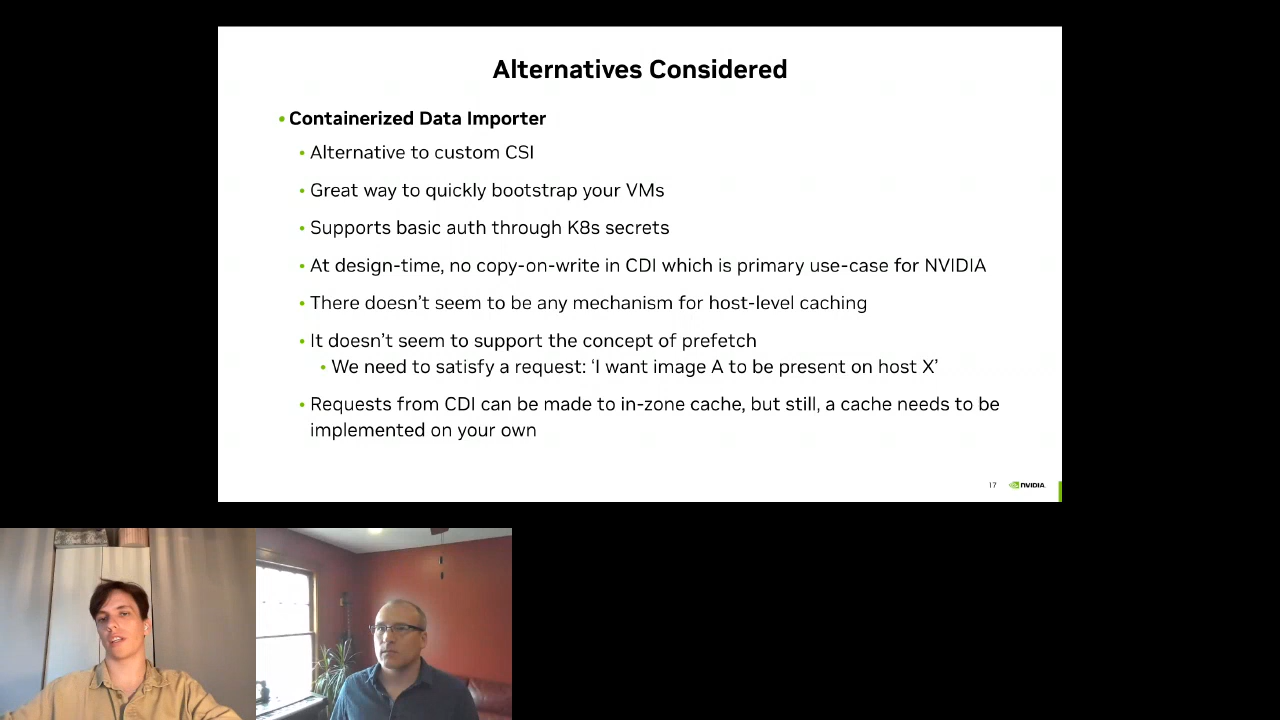 Alternatives Considered
• Containerized Data Importer
• Alternative to custom CSI
• Great way to quickly bootstrap your VMs
• Supports basic auth through K8s secrets
• At design-time, no copy-on-write in CDI which is primary use-case for NVIDIA
• There doesn’t seem to be any mechanism for host-level caching
• It doesn’t seem to support the concept of prefetch
• We need to satisfy a request: ‘I want image A to be present on host X’
• Requests from CDI can be made to in-zone cache, but still, a cache needs to be
implemented on your own
17 NVIDIA